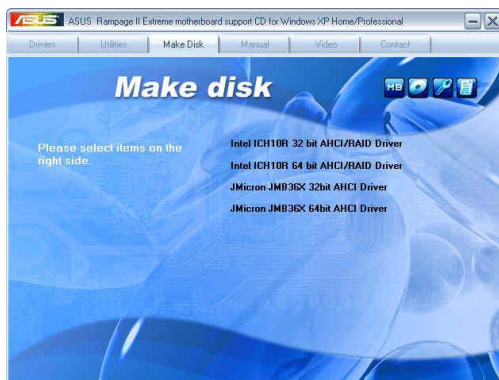 ASUS ASUS Rampage II Extreme motherboard support CD for Windows XP Home/Professional
Drivers Utilities Make Disk Manual Video Contact
Make disk
MB
Please select items on the
right side.
Intel ICH10R 32 bit AHCI/RAID Driver
Intel ICH10R 64 bit AHCI/RAID Driver
JMicron JMB36X 32bit AHCI Driver
JMicron JMB36X 64bit AHCI Driver